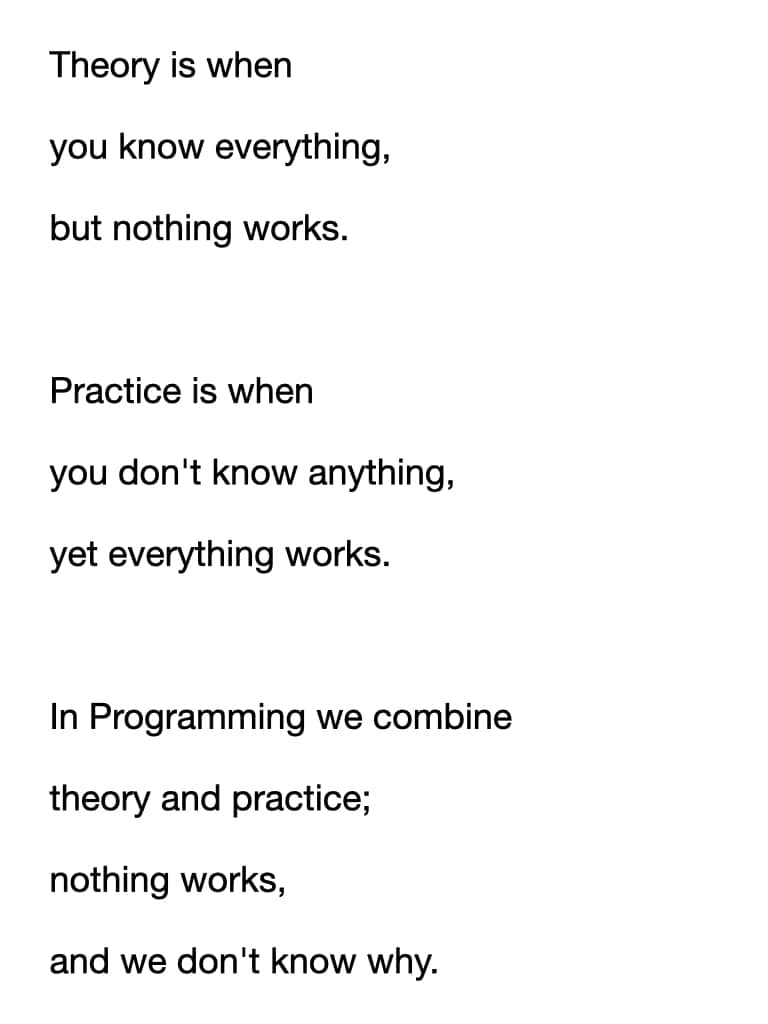 Theory is when
you know everything,
but nothing works.
Practice is when
you don't know anything,
yet everything works.
In Programming we combine
theory and practice;
nothing works,
and we don't know why.